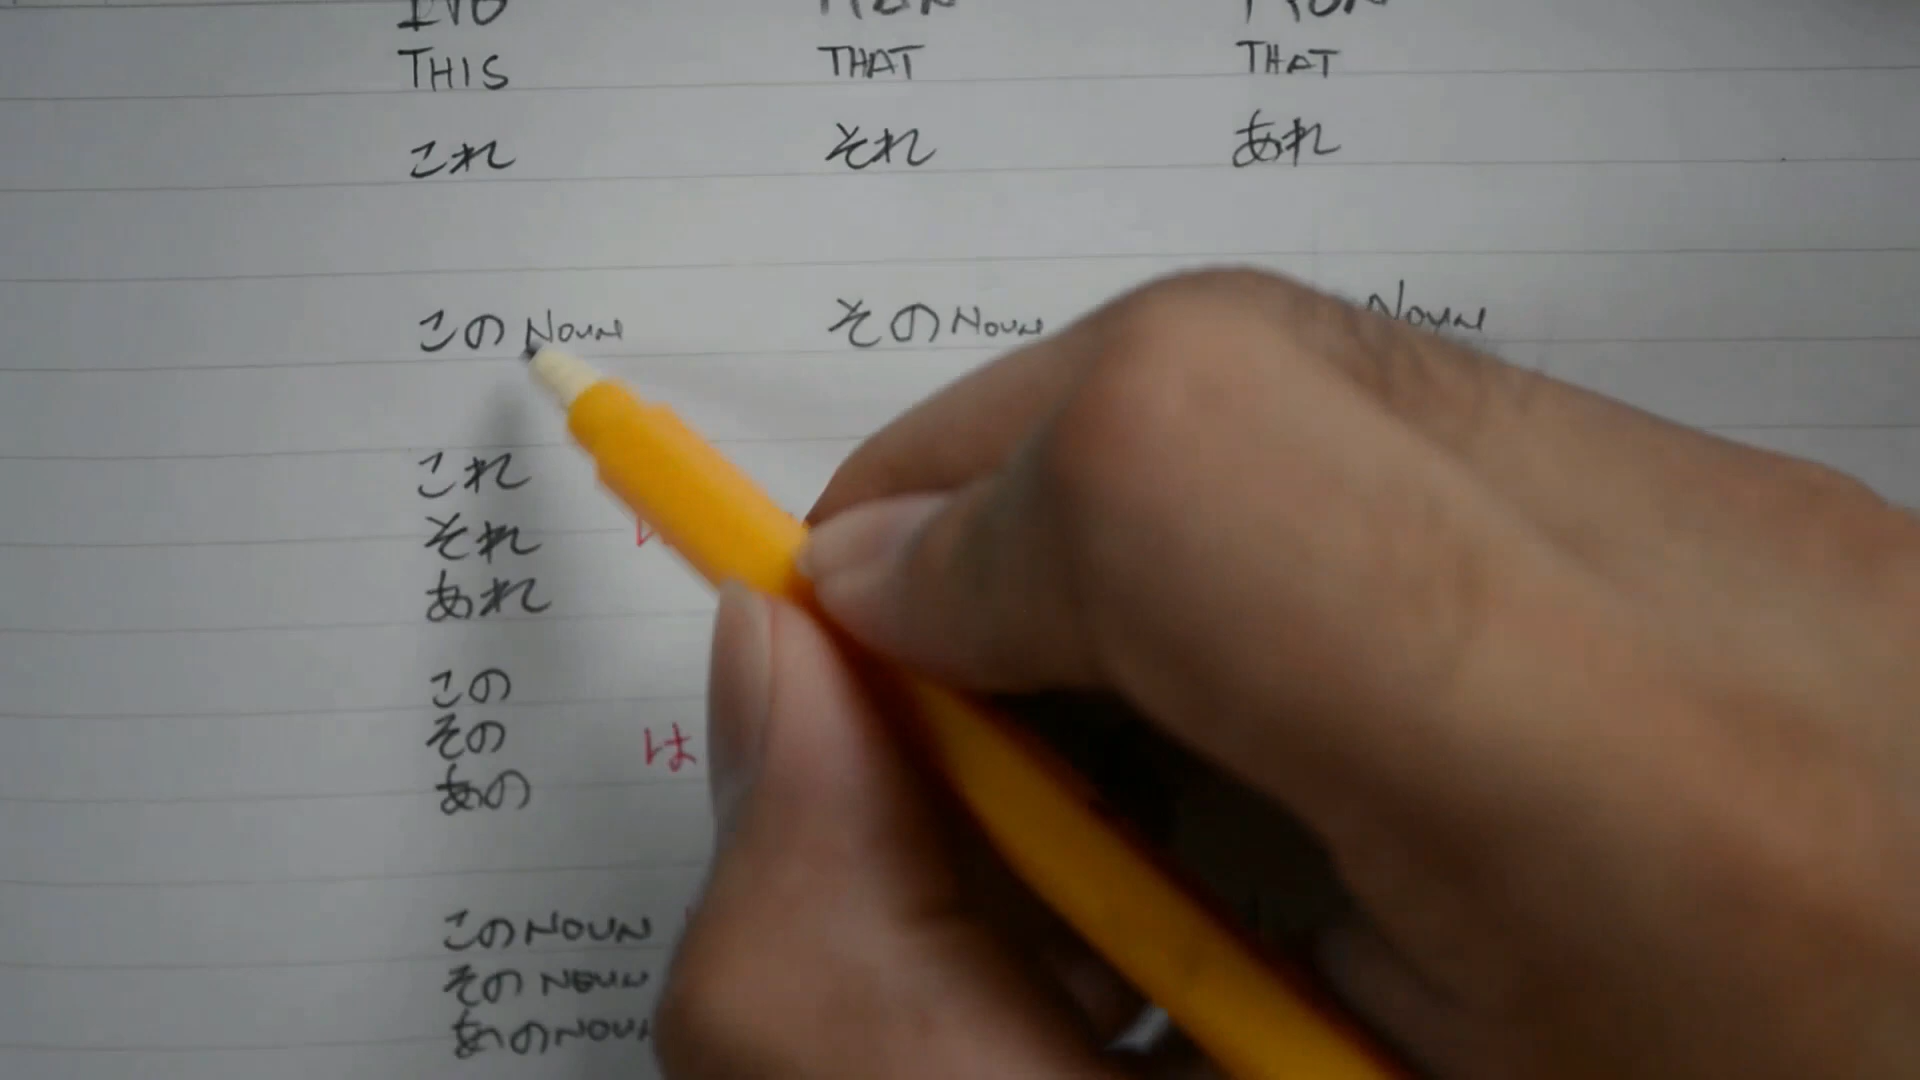 THIS THAT THAT
これ それ あれ
この NOUN その NOUN NOUN
これ
それ
あれ
この
その は
あの
この NOUN
その NOUN
あの NOUN